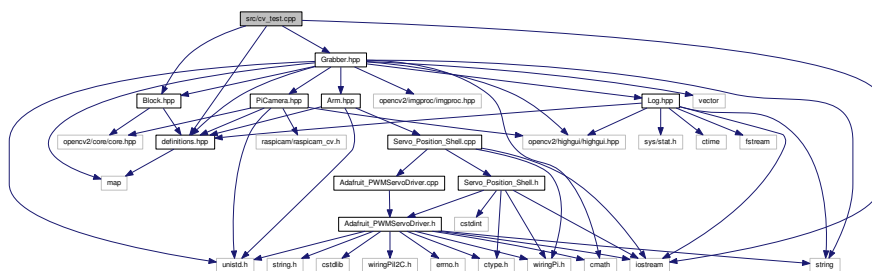 src/cv_test.cpp
Grabber.hpp
Block.hpp PiCamera.hpp Arm.hpp opencv2/imgproc/imgproc.hpp Log.hpp vector
opencv2/core/core.hpp definitions.hpp raspicam/raspicam_cv.h Servo_Position_Shell.cpp opencv2/highgui/highgui.hpp sys/stat.h ctime fstream
map Adafruit_PWMServoDriver.cpp Servo_Position_Shell.h
Adafruit_PWMServoDriver.h cstdint
unistd.h string.h cstdlib wiringPiI2C.h errno.h ctype.h wiringPi.h cmath iostream string